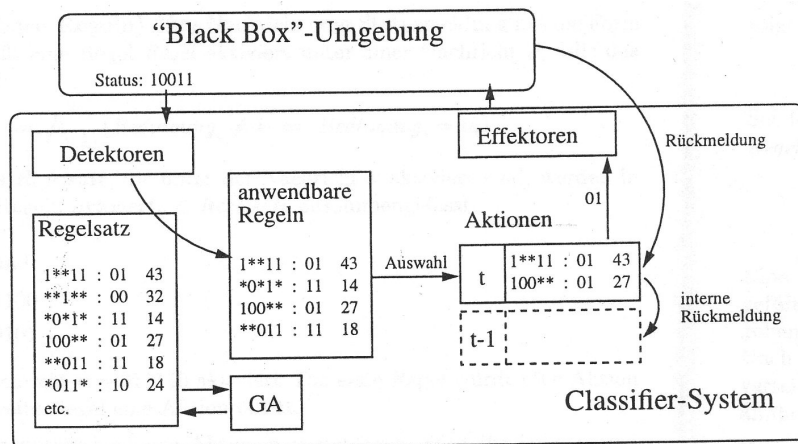 “Black Box”-Umgebung
Status: 10011
Detektoren
Effektoren
Rückmeldung
anwendbare
Regeln
1**11 : 01 43
*0*1* : 11 14
100** : 01 27
**011 : 11 18
Regelsatz
1**11 : 01 43
**1** : 00 32
*0*1* : 11 14
100** : 01 27
**011 : 11 18
*011* : 10 24
etc.
GA
Auswahl
Aktionen
01
t
1**11 : 01 43
100** : 01 27
t-1
interne
Rückmeldung
Classifier-System